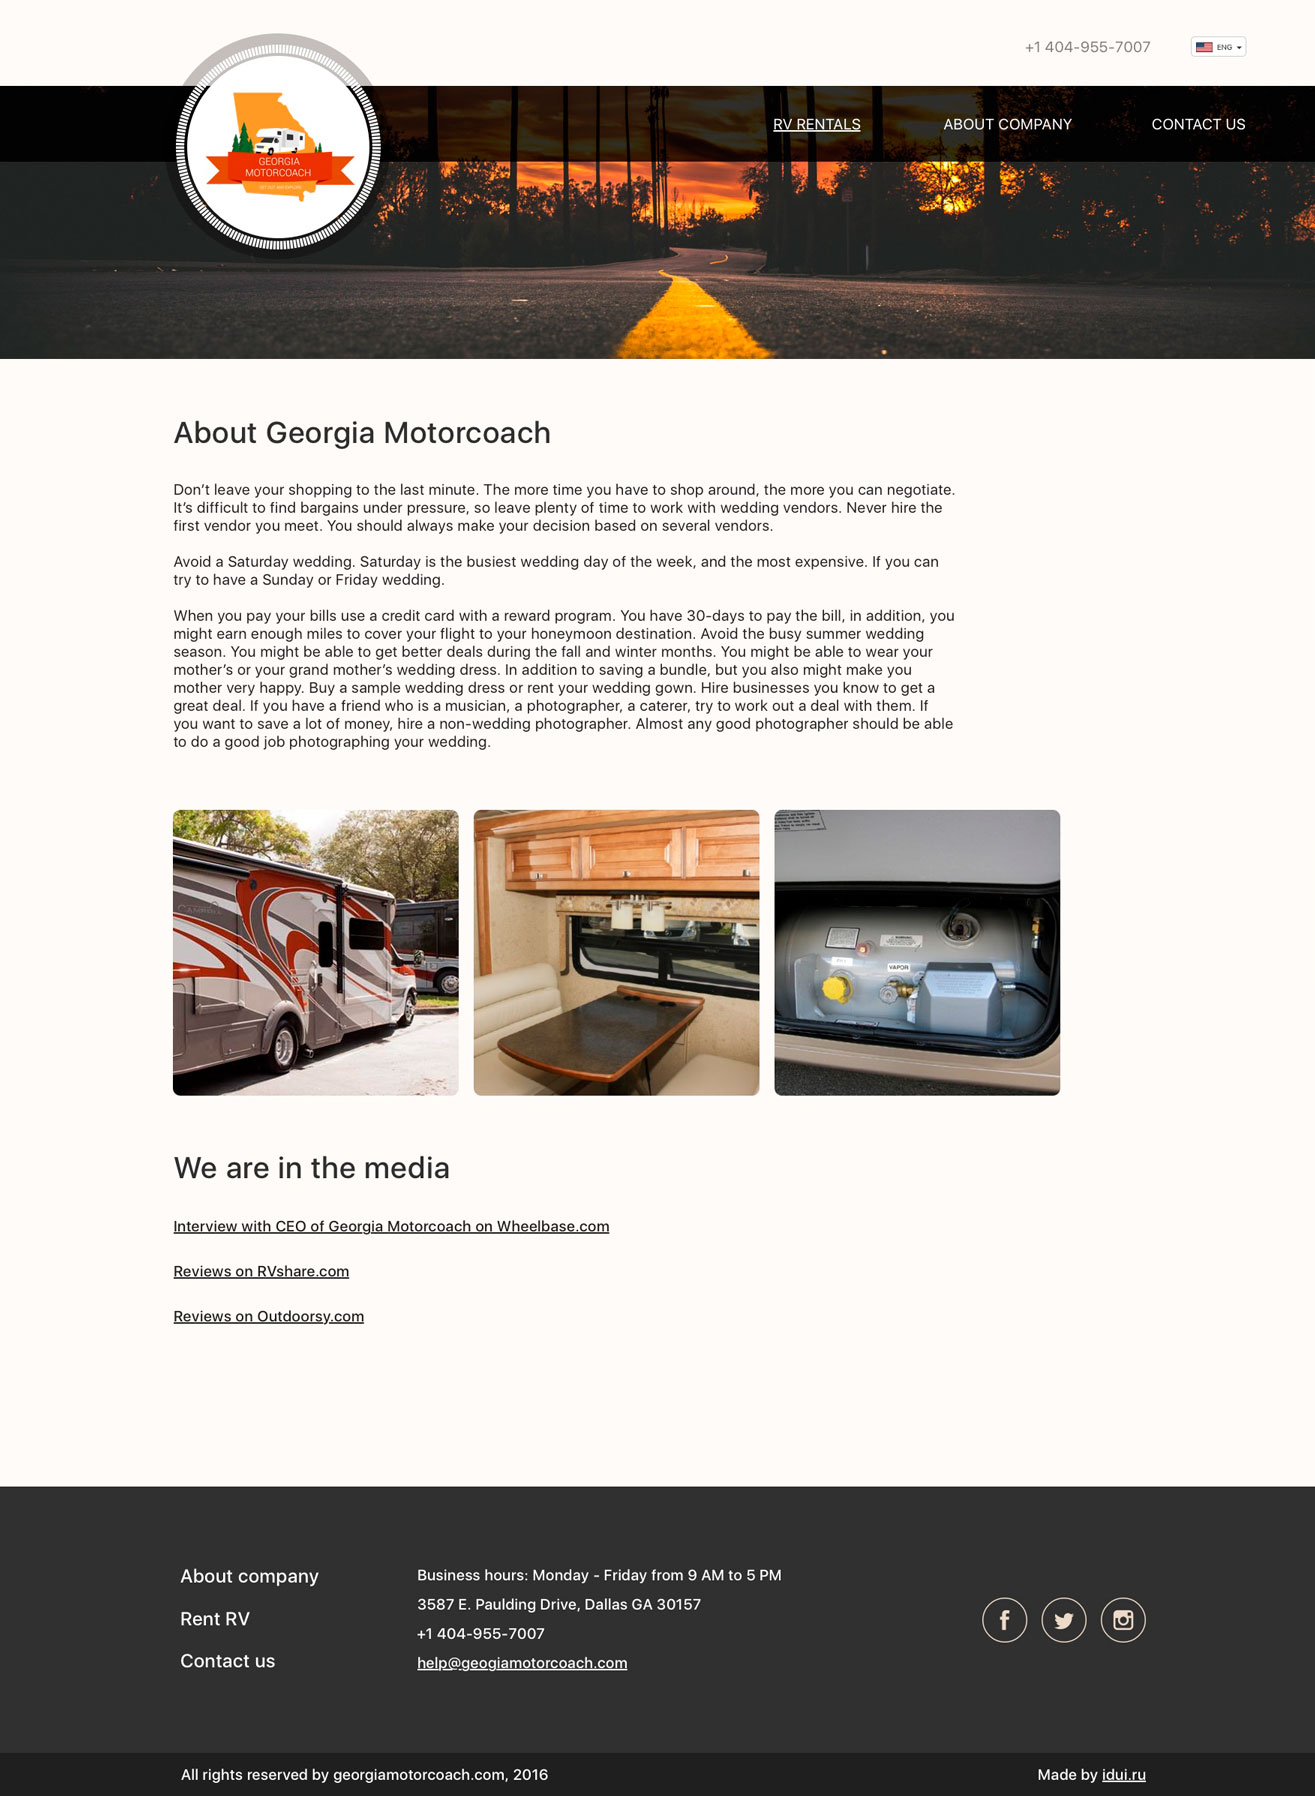 +1 404-955-7007
ENG
RV RENTALS
ABOUT COMPANY
CONTACT US
GEORGIA
MOTORCOACH
About Georgia Motorcoach
Don’t leave your shopping to the last minute. The more time you have to shop around, the more you can negotiate.
It’s difficult to find bargains under pressure, so leave plenty of time to work with wedding vendors. Never hire the
first vendor you meet. You should always make your decision based on several vendors.
Avoid a Saturday wedding. Saturday is the busiest wedding day of the week, and the most expensive. If you can
try to have a Sunday or Friday wedding.
When you pay your bills use a credit card with a reward program. You have 30-days to pay the bill, in addition, you
might earn enough miles to cover your flight to your honeymoon destination. Avoid the busy summer wedding
season. You might be able to get better deals during the fall and winter months. You might be able to wear your
mother’s or your grand mother’s wedding dress. In addition to saving a bundle, but you also might make you
mother very happy. Buy a sample wedding dress or rent your wedding gown. Hire businesses you know to get a
great deal. If you have a friend who is a musician, a photographer, a caterer, try to work out a deal with them. If
you want to save a lot of money, hire a non-wedding photographer. Almost any good photographer should be able
to do a good job photographing your wedding.
VAPOR
We are in the media
Interview with CEO of Georgia Motorcoach on Wheelbase.com
Reviews on RVshare.com
Reviews on Outdoorsy.com
About company
Rent RV
Contact us
Business hours: Monday - Friday from 9 AM to 5 PM
3587 E. Paulding Drive, Dallas GA 30157
+1 404-955-7007
help@geogiamotorcoach.com
All rights reserved by georgiamotorcoach.com, 2016
Made by idui.ru